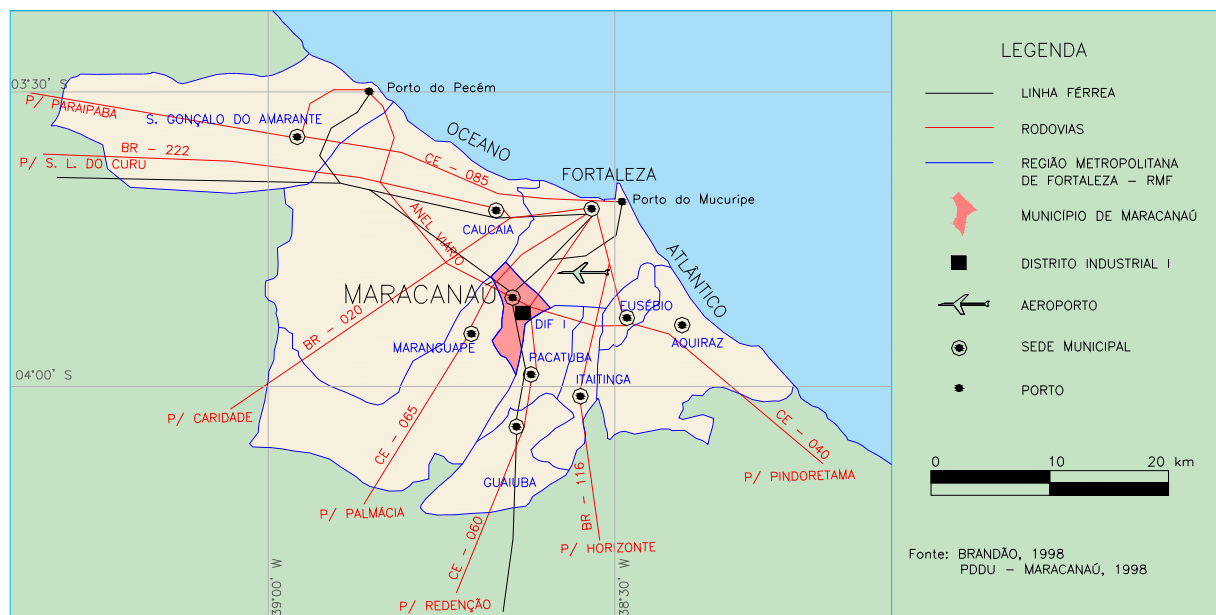 03°30' S
P/ PARAIPABA
S. GONÇALO DO AMARANTE
Porto do Pecém
BR - 222
P/ S. L. DO CURU
CE - 085
OCEANO
FORTALEZA
Porto do Mucuripe
ANEL VIÁRIO
CAUCAIA
ATLÂNTICO
MARACANAÚ
BR - 020
DIF I
EUSÉBIO
AQUIRAZ
MARANGUAPE
PACATUBA
ITAITINGA
04°00' S
P/ CARIDADE
CE - 065
CE - 040
P/ PINDORETAMA
GUAIUBA
BR - 116
P/ PALMÁCIA
CE - 060
P/ HORIZONTE
P/ REDENÇÃO
39°00' W
38°30' W
LEGENDA
LINHA FÉRREA
RODOVIAS
REGIÃO METROPOLITANA
DE FORTALEZA - RMF
MUNICÍPIO DE MARACANAÚ
DISTRITO INDUSTRIAL I
AEROPORTO
SEDE MUNICIPAL
PORTO
0 10 20 km
Fonte: BRANDÃO, 1998
PDDU - MARACANAÚ, 1998